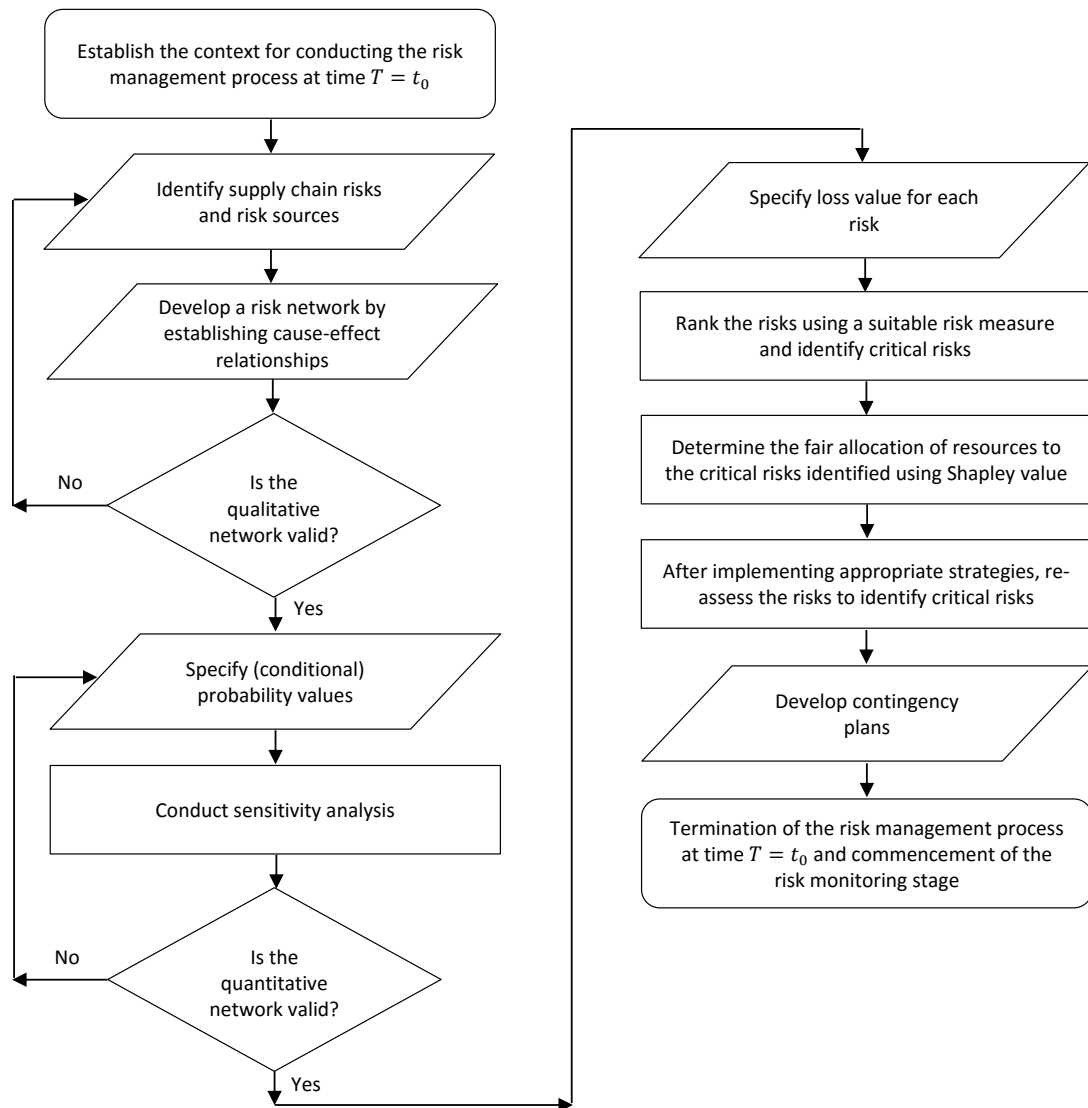 Establish the context for conducting the risk
management process at time T = t₀
Identify supply chain risks
and risk sources
Develop a risk network by
establishing cause-effect
relationships
No
Is the
qualitative
network valid?
Yes
Specify (conditional)
probability values
Conduct sensitivity analysis
No
Is the
quantitative
network valid?
Yes
Specify loss value for each
risk
Rank the risks using a suitable risk measure
and identify critical risks
Determine the fair allocation of resources to
the critical risks identified using Shapley value
After implementing appropriate strategies, re-
assess the risks to identify critical risks
Develop contingency
plans
Termination of the risk management process
at time T = t₀ and commencement of the
risk monitoring stage